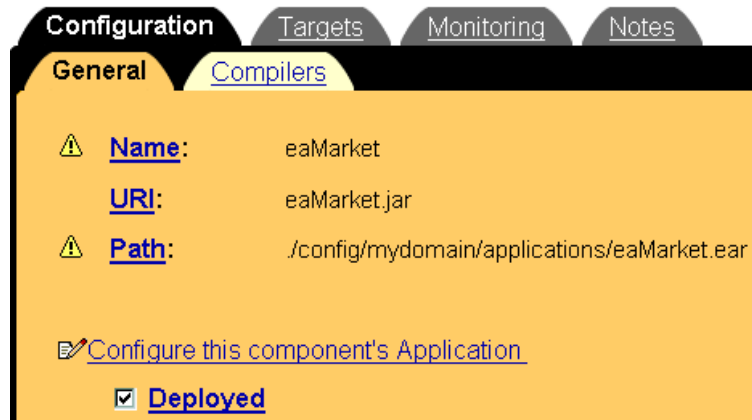 Configuration Targets Monitoring Notes
General Compilers
Name: eaMarket
URI: eaMarket.jar
Path: ./config/mydomain/applications/eaMarket.ear
Configure this component's Application
Deployed